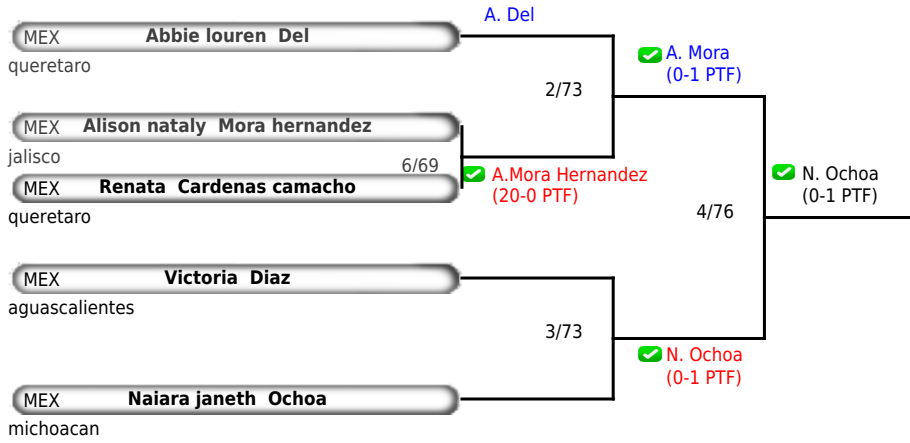 A. Del
MEX Abbie louren Del
queretaro
A. Mora
(0-1 PTF)
2/73
MEX Alison nataly Mora hernandez
jalisco
6/69
A.Mora Hernandez
(20-0 PTF)
MEX Renata Cardenas camacho
queretaro
N. Ochoa
(0-1 PTF)
4/76
MEX Victoria Diaz
aguascalientes
3/73
N. Ochoa
(0-1 PTF)
MEX Naiara janeth Ochoa
michoacan